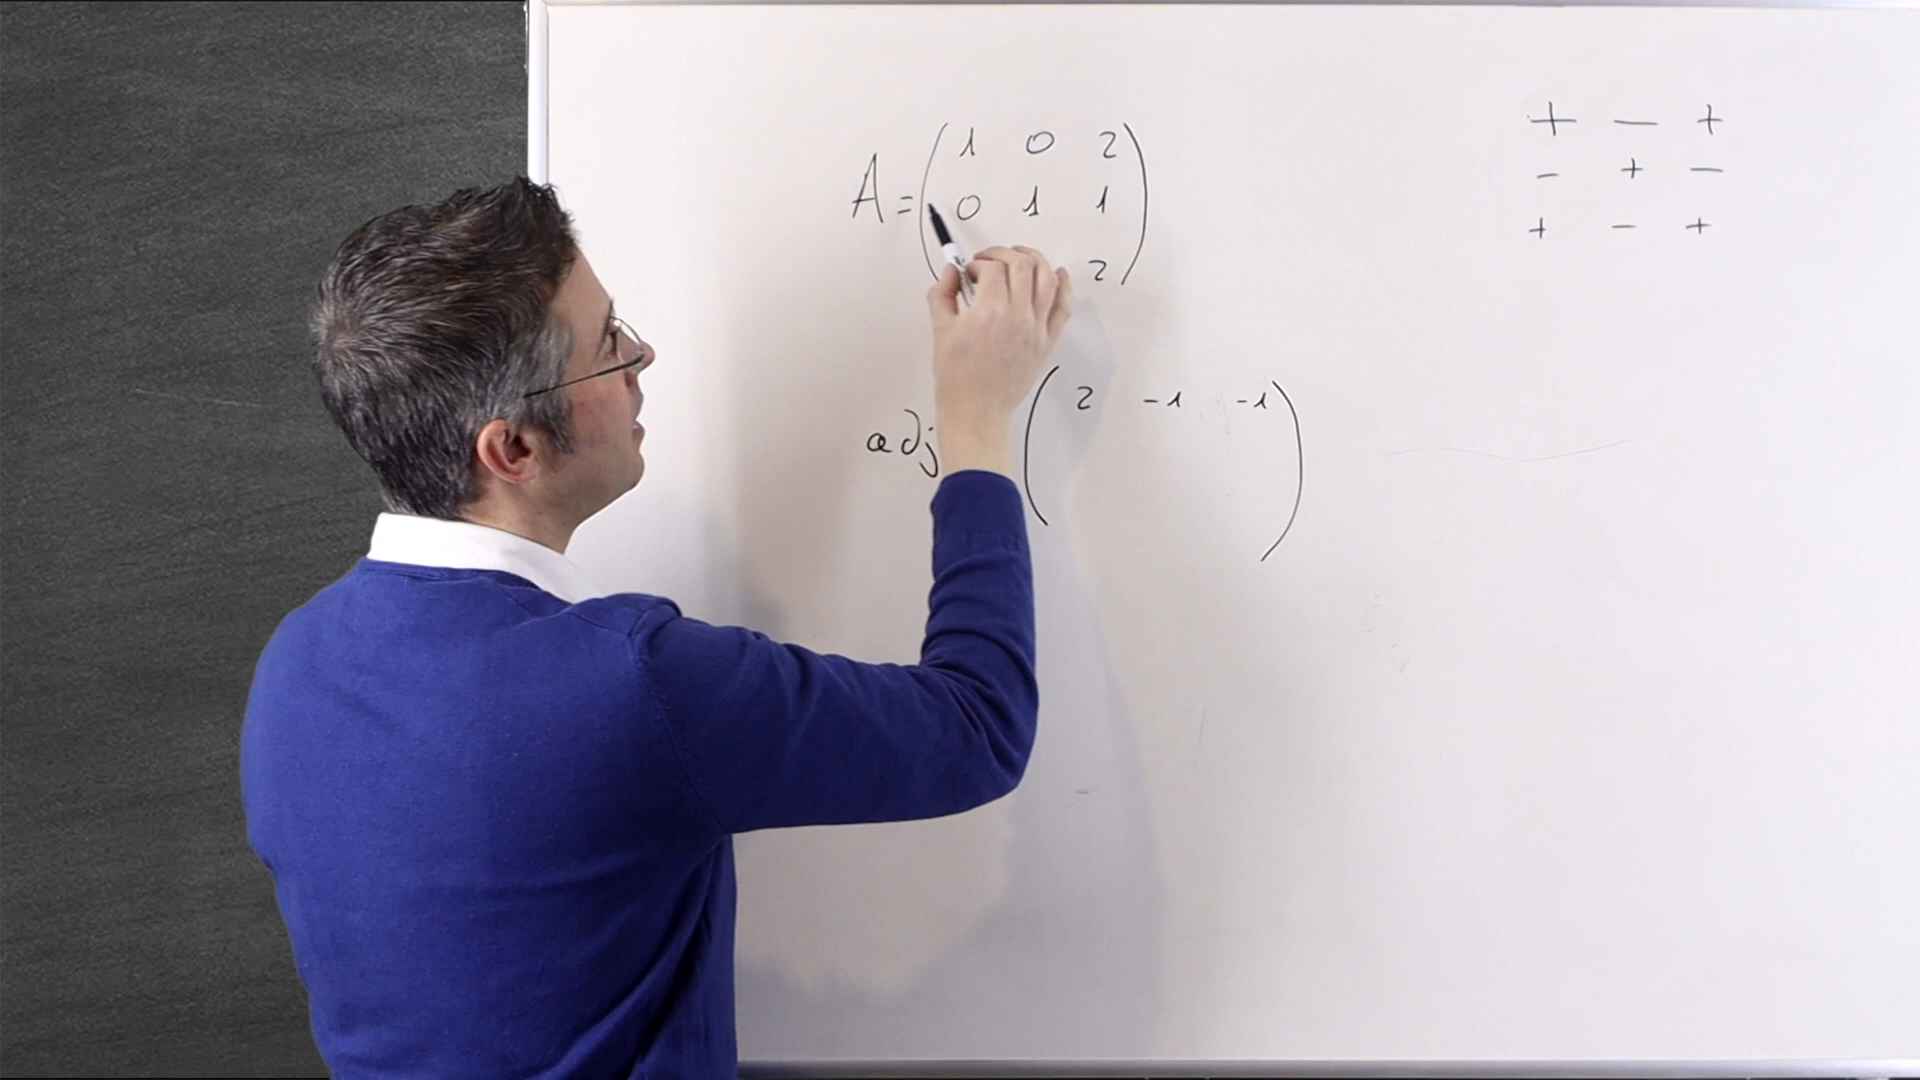 1 0 2
A = 0 1 1
2
+ − +
− + −
+ − +
adj
2 -1 -1